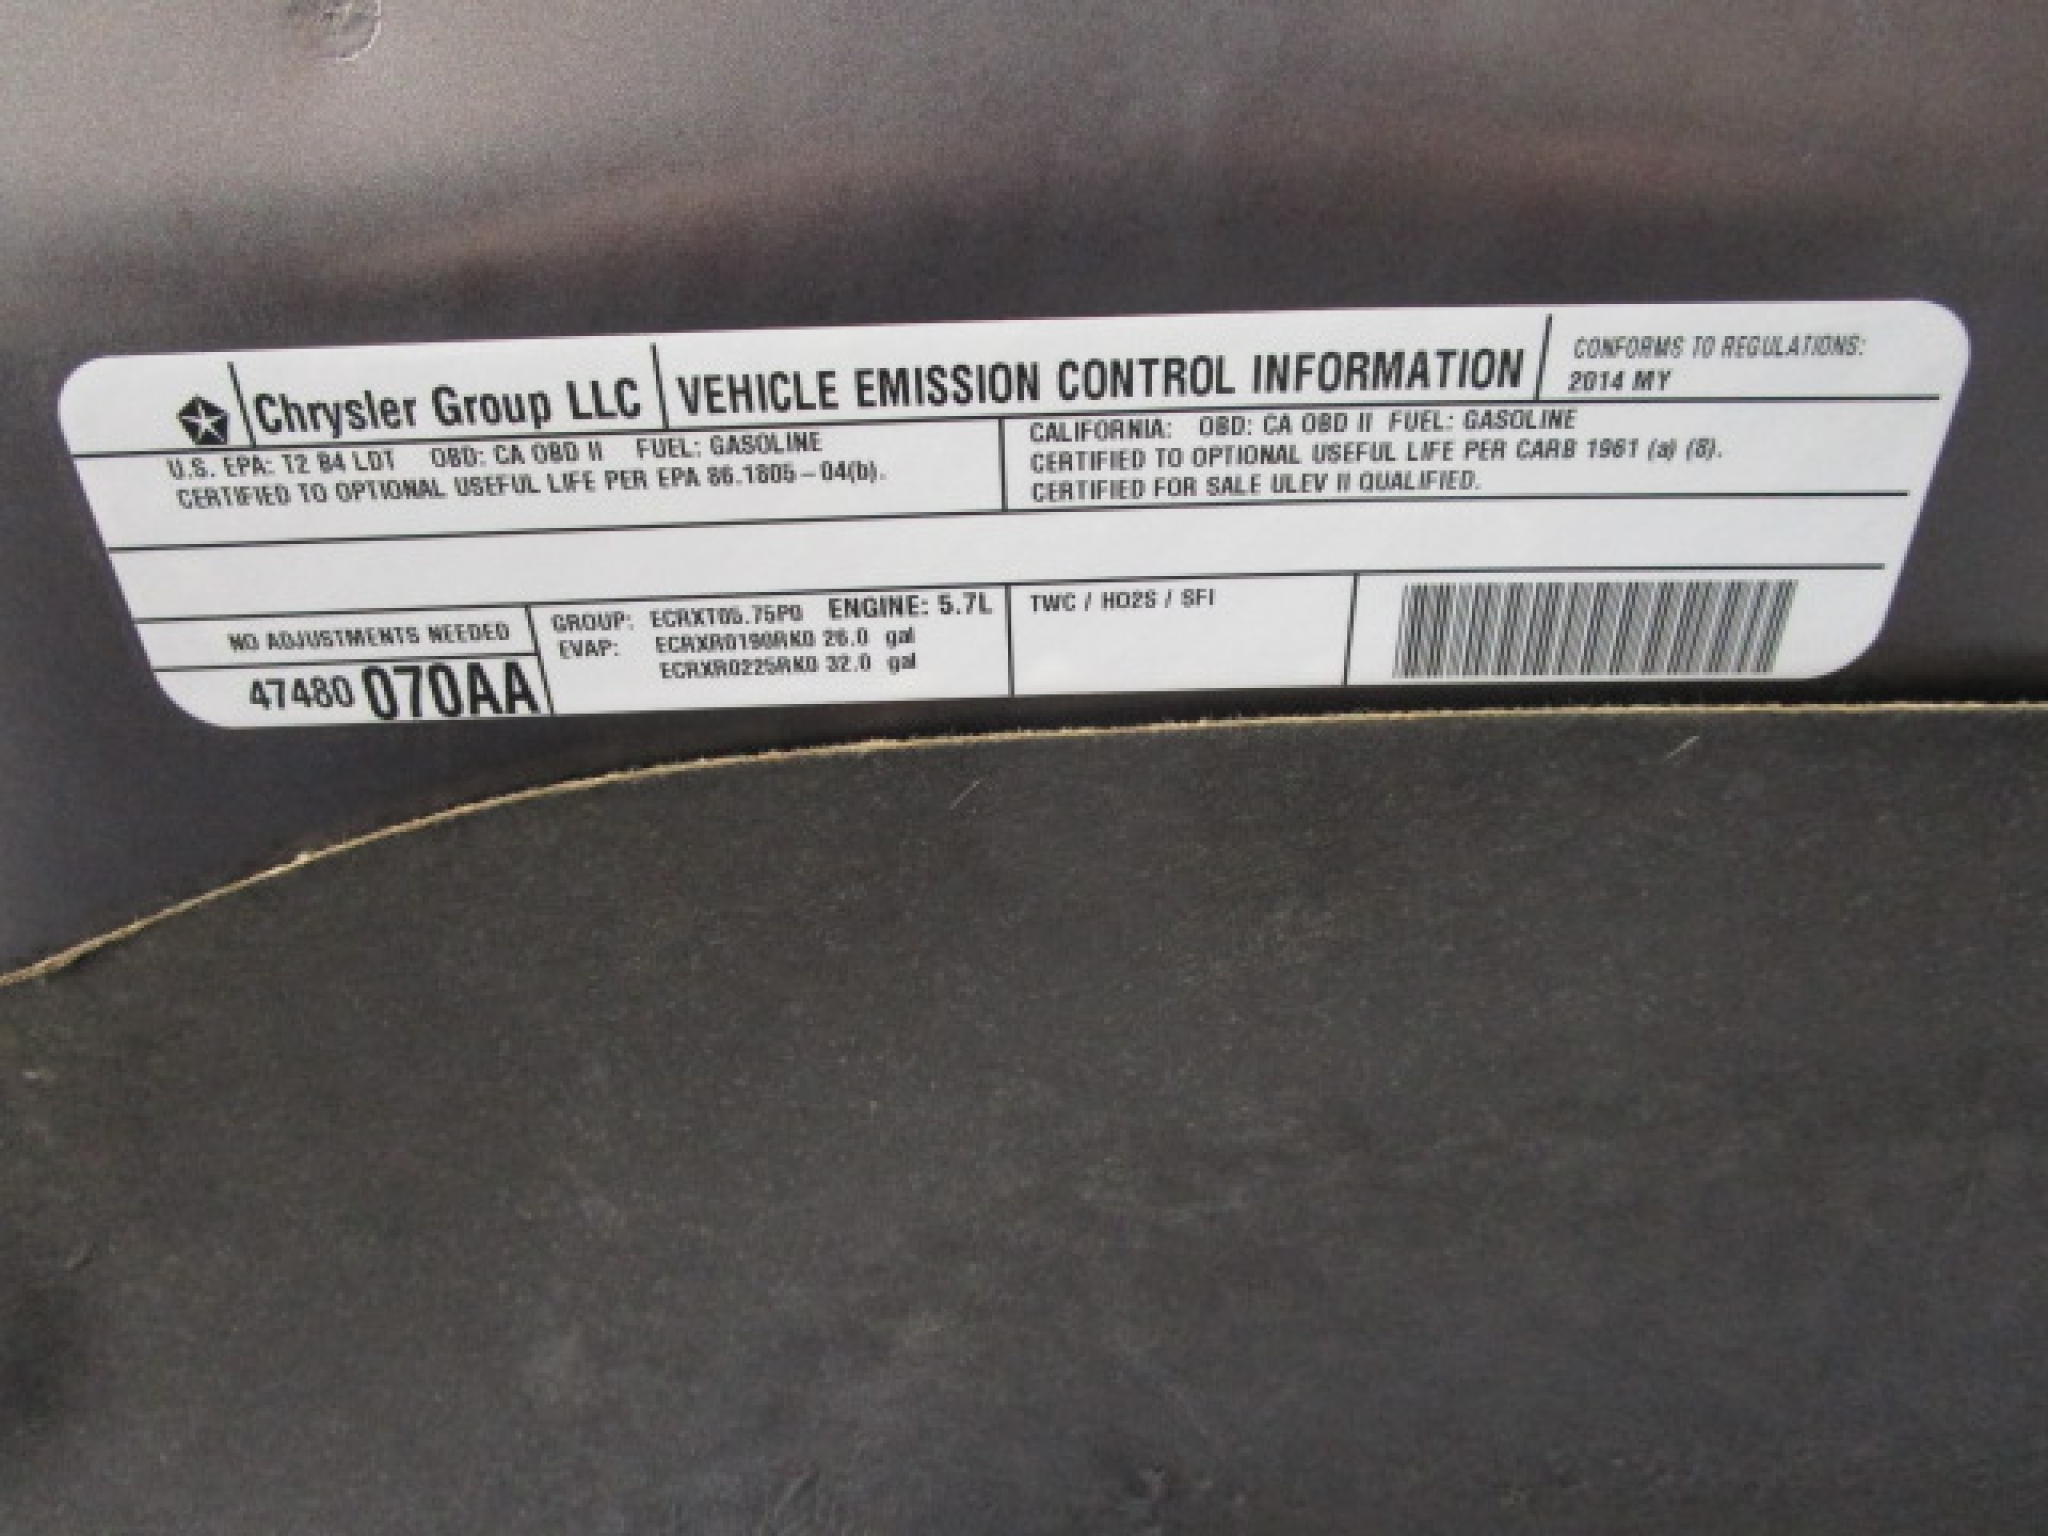 Chrysler Group LLC
VEHICLE EMISSION CONTROL INFORMATION
CONFORMS TO REGULATIONS:
2014 MY
U.S. EPA: T2 B4 LDT OBD: CA OBD II FUEL: GASOLINE
CERTIFIED TO OPTIONAL USEFUL LIFE PER EPA 86.1805-04(b).
CALIFORNIA: OBD: CA OBD II FUEL: GASOLINE
CERTIFIED TO OPTIONAL USEFUL LIFE PER CARB 1961 (a) (8).
CERTIFIED FOR SALE ULEV II QUALIFIED.
NO ADJUSTMENTS NEEDED
47480 070AA
GROUP: ECRXT05.75P0 ENGINE: 5.7L
EVAP: ECRXR0190RK0 26.0 gal
ECRXR0225RK0 32.0 gal
TWC / HO2S / SFI